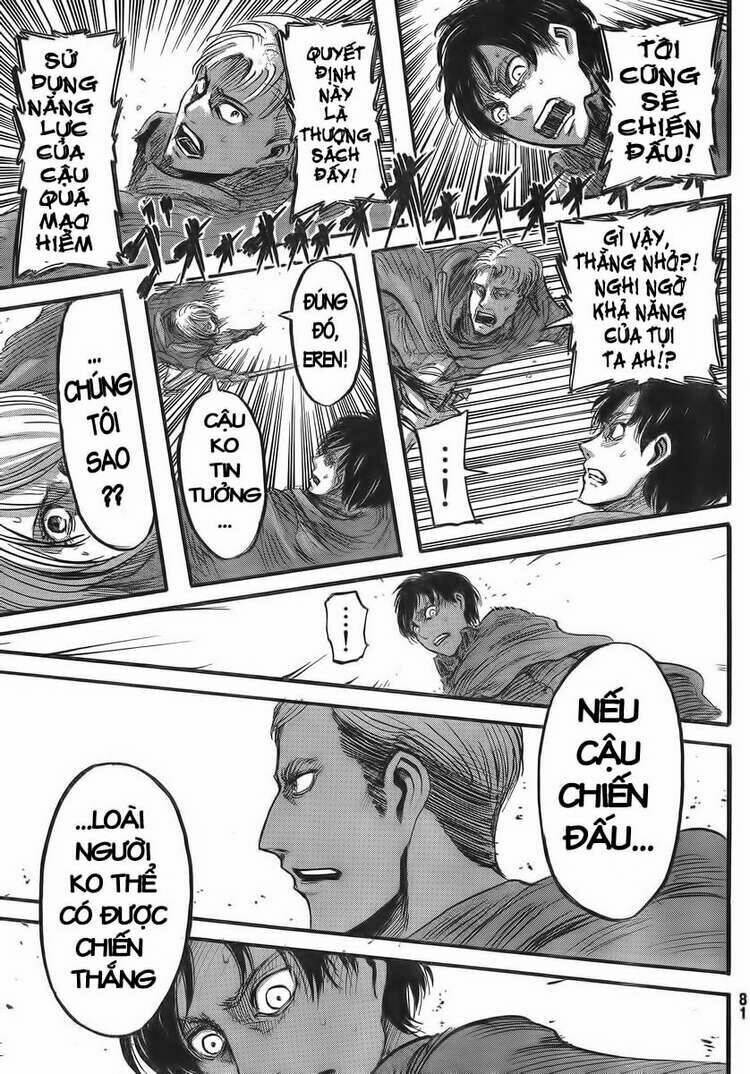 TÔI
CŨNG
SẼ
CHIẾN
ĐẤU!
QUYẾT
ĐỊNH
NÀY
LÀ
THƯỢNG
SÁCH
ĐẤY!
SỬ
DỤNG
NĂNG
LỰC
CỦA
CẬU
QUÁ
MẠO
HIỂM
GÌ VẬY,
THẰNG NHỎ?!
NGHI NGỜ
KHẢ NĂNG
CỦA TỤI
TA AH!?
...!
ĐÚNG
ĐÓ,
EREN!
CẬU
KO TIN
TƯỞNG
...
...
CHÚNG
TÔI
SAO
??
...!
NẾU
CẬU
CHIẾN
ĐẤU...
...LOÀI
NGƯỜI
KO THỂ
CÓ ĐƯỢC
CHIẾN
THẮNG
81